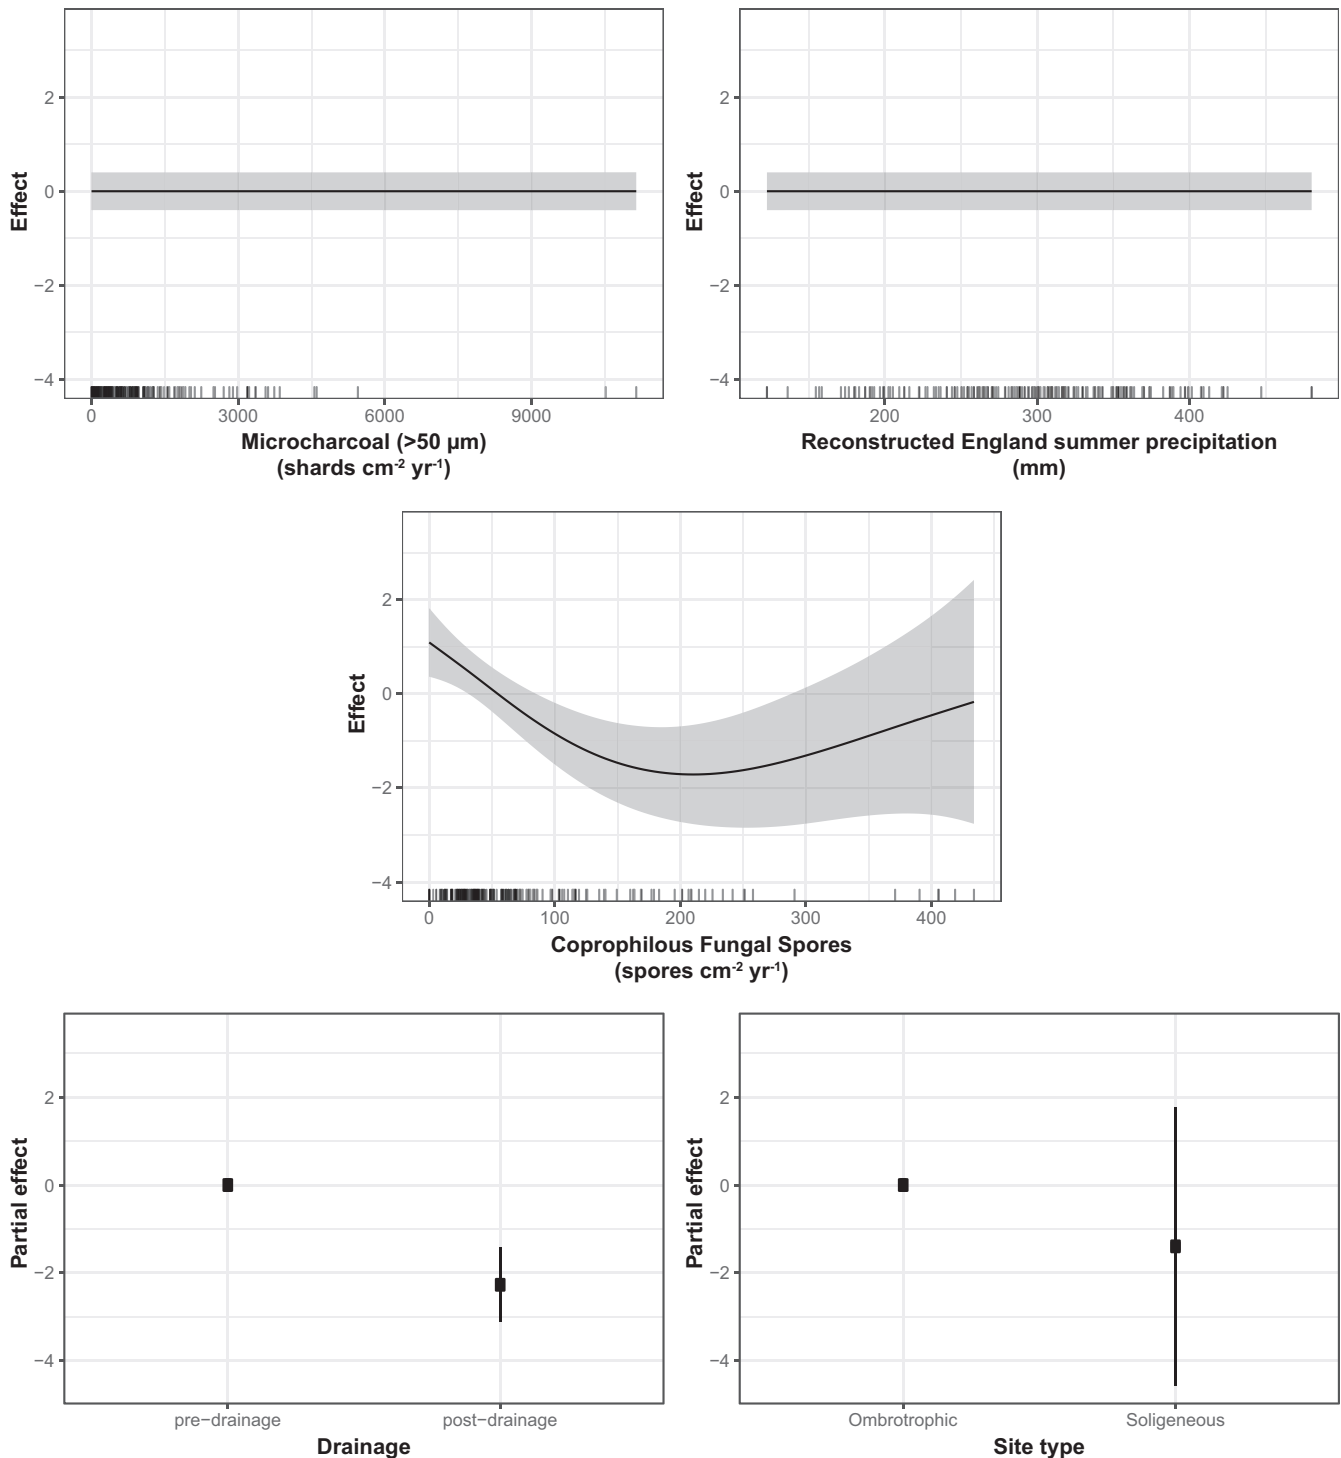 Effect
2
0
−2
−4
0 3000 6000 9000
Microcharcoal (>50 µm)
(shards cm-2 yr-1)
Effect
2
0
−2
−4
200 300 400
Reconstructed England summer precipitation
(mm)
Effect
2
0
−2
−4
0 100 200 300 400
Coprophilous Fungal Spores
(spores cm-2 yr-1)
Partial effect
2
0
−2
−4
pre−drainage post−drainage
Drainage
Partial effect
2
0
−2
−4
Ombrotrophic Soligeneous
Site type